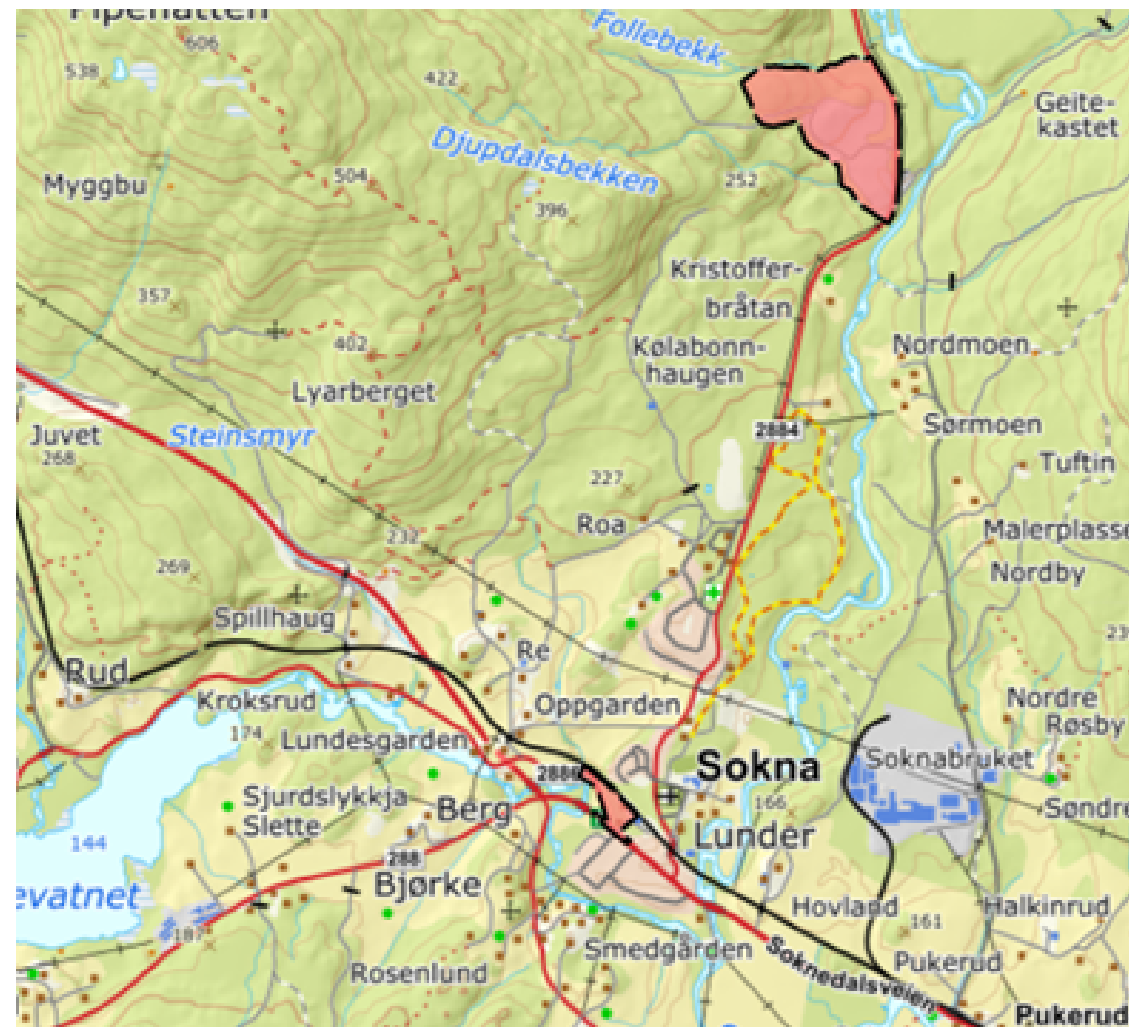 Follebekk
606
538
422
Geite-
kastet
Djupdalsbekken
Myggbu
504
252
396
Kristoffer-
bråtan
357
402
Kølabonn-
haugen
Nordmoen
Lyarberget
Juvet
Steinsmyr
2884
Sørmoen
268
Tuftin
227
Roa
232
Malerplasse
Nordby
269
Spillhaug
Re
Rud
Kroksrud
Oppgarden
Nordre
Røsby
174
Lundesgarden
Sokna
Soknabruket
Sjurdslykkja
Slette
Berg
166
Søndre
Lunder
144
288
Bjørke
evatnet
Hovland
161
Halkinrud
187
Smedgården
Rosenlund
Soknedalsveien
Pukerud
Pukerud